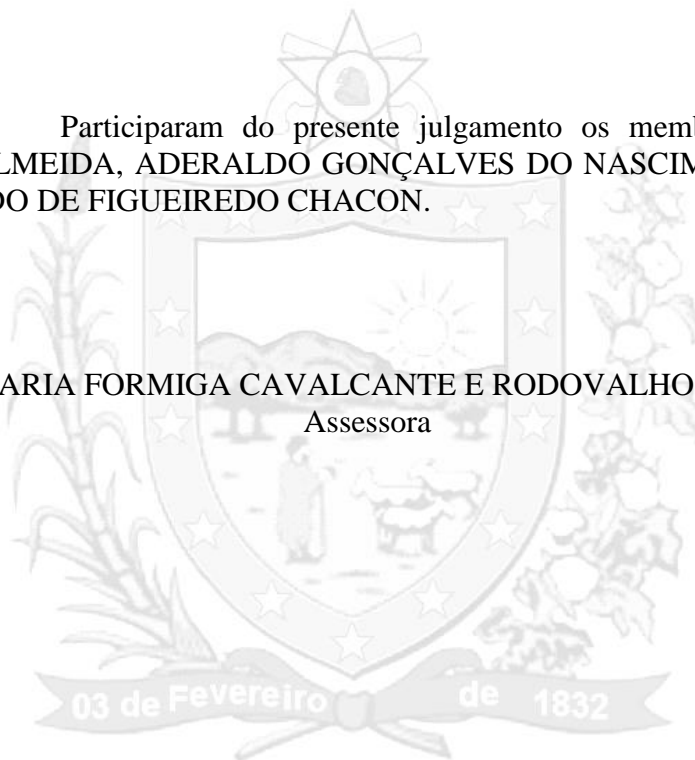 Participaram do presente julgamento os memb
LMEIDA, ADERALDO GONÇALVES DO NASCIM
DO DE FIGUEIREDO CHACON.
ARIA FORMIGA CAVALCANTE E RODOVALHO
Assessora
03 de Fevereiro de 1832